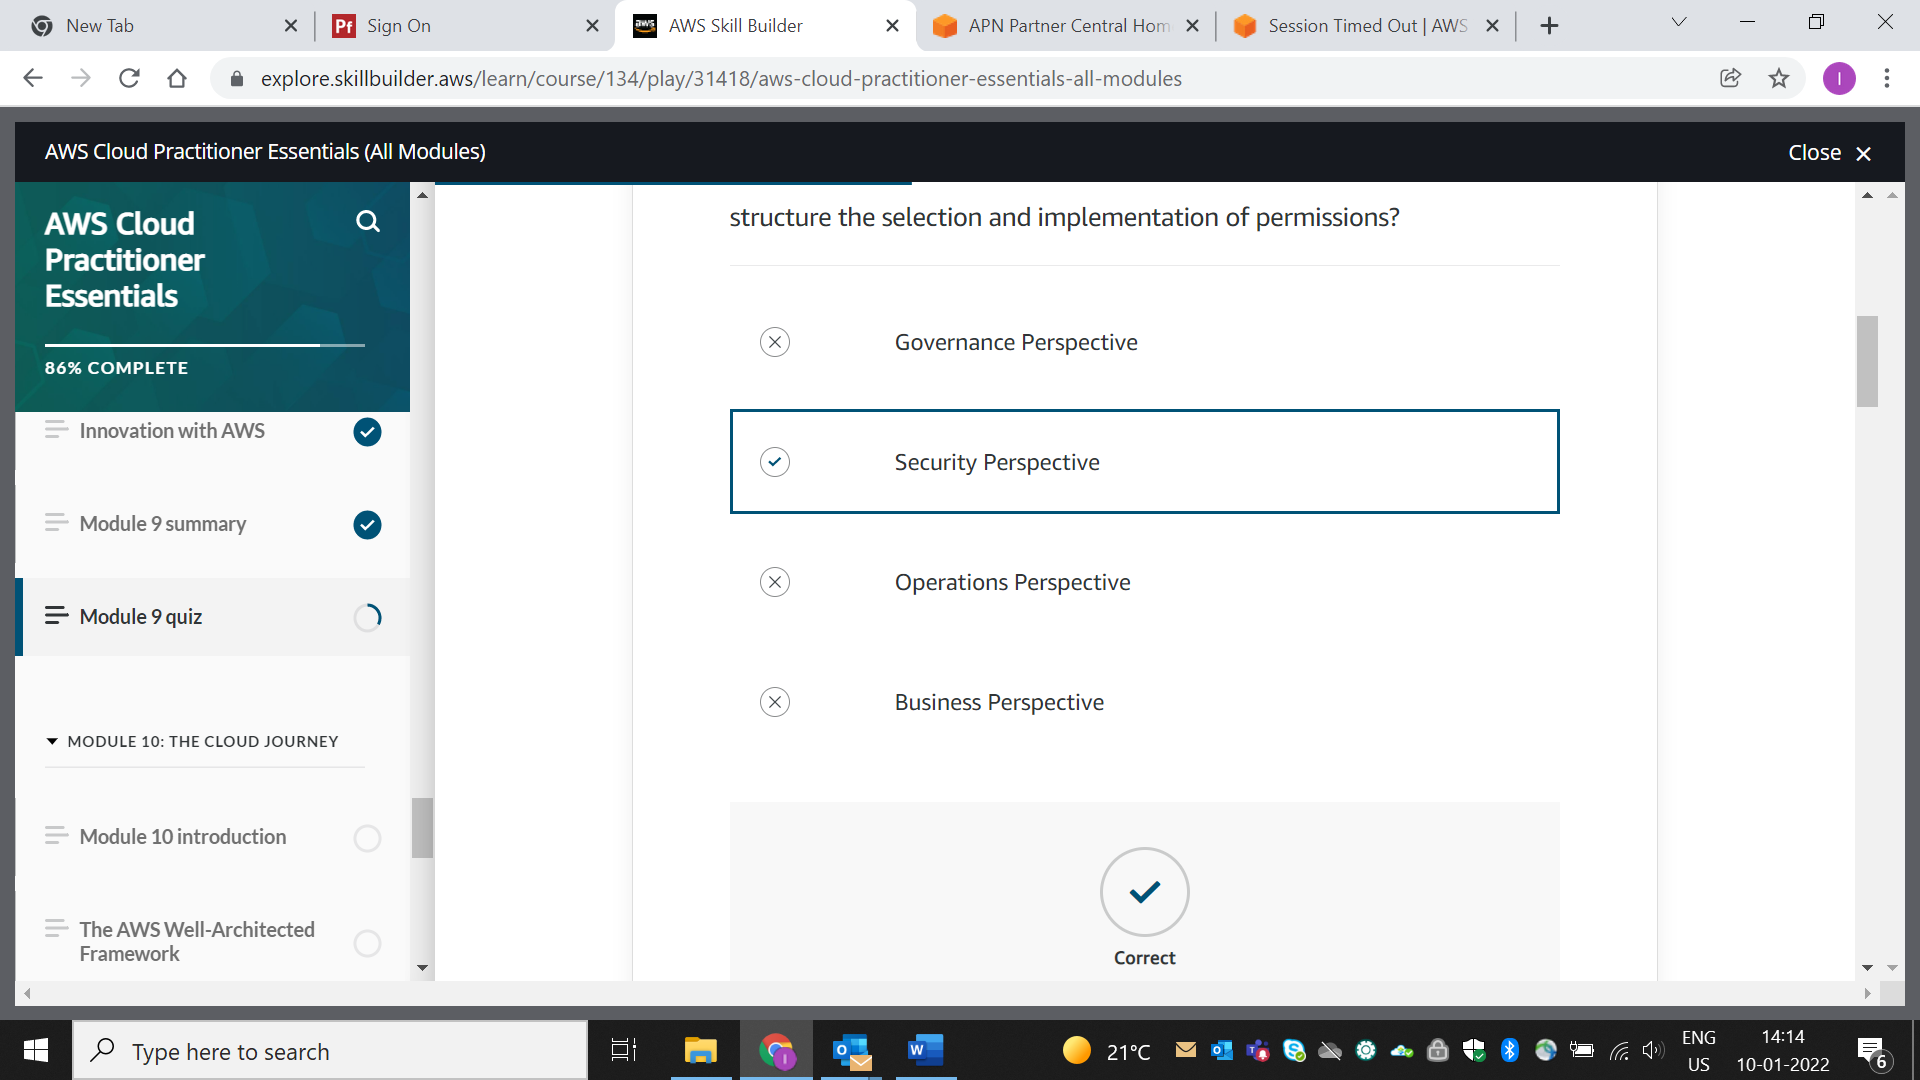 New Tab
Pf Sign On
aws AWS Skill Builder
APN Partner Central Hom
Session Timed Out | AWS
explore.skillbuilder.aws/learn/course/134/play/31418/aws-cloud-practitioner-essentials-all-modules
I
AWS Cloud Practitioner Essentials (All Modules)
Close
AWS Cloud
Practitioner
Essentials
86% COMPLETE
Innovation with AWS
Module 9 summary
Module 9 quiz
MODULE 10: THE CLOUD JOURNEY
Module 10 introduction
The AWS Well-Architected
Framework
structure the selection and implementation of permissions?
Governance Perspective
Security Perspective
Operations Perspective
Business Perspective
Correct
Type here to search
21°C
ENG
US
14:14
10-01-2022
6